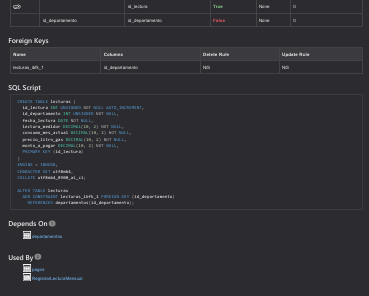 id_lectura True None 0
id_departamento False None 0
Foreign Keys
Name Columns Delete Rule Update Rule
lecturas_ibfk_1 id_departamento NO NO
SQL Script
CREATE TABLE lecturas (
id_lectura INT UNSIGNED NOT NULL AUTO_INCREMENT,
id_departamento INT UNSIGNED NOT NULL,
fecha_lectura DATE NOT NULL,
lectura_medidor DECIMAL(10, 2) NOT NULL,
consumo_mes_actual DECIMAL(10, 2) NOT NULL,
precio_litro_gas DECIMAL(10, 2) NOT NULL,
monto_a_pagar DECIMAL(10, 2) NOT NULL,
PRIMARY KEY (id_lectura)
)
ENGINE = INNODB,
CHARACTER SET utf8mb4,
COLLATE utf8mb4_0900_ai_ci;
ALTER TABLE lecturas
ADD CONSTRAINT lecturas_ibfk_1 FOREIGN KEY (id_departamento)
REFERENCES departamentos(id_departamento);
Depends On
departamentos
Used By
pagos
RegistrarLecturaMensual